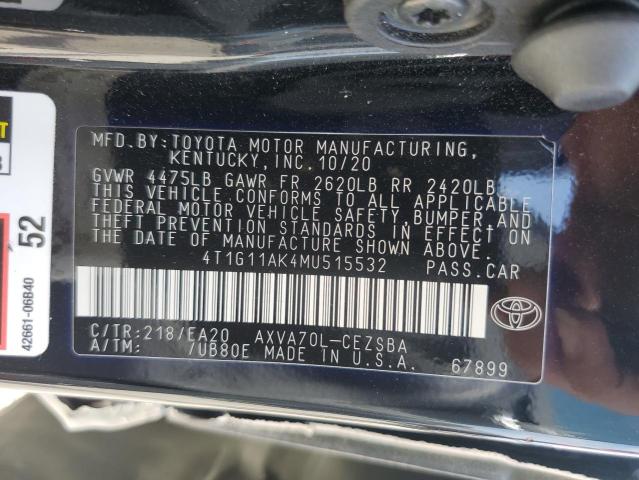 MFD.BY:TOYOTA MOTOR MANUFACTURING,
KENTUCKY,INC.10/20
GVWR 4475LB GAWR FR 2620LB RR 2420LB
THIS VEHICLE CONFORMS TO ALL APPLICABLE
FEDERAL MOTOR VEHICLE SAFETY,BUMPER,AND
THEFT PREVENTION STANDARDS IN EFFECT ON
THE DATE OF MANUFACTURE SHOWN ABOVE.
4T1G11AK4MU515532 PASS.CAR
C/TR:218/EA20 AXVA70L-CEZSBA
A/TM: /UB80E MADE IN U.S.A.
67899
52
42661-06840